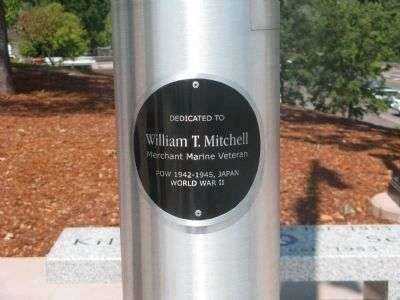 DEDICATED TO
William T. Mitchell
Merchant Marine Veteran
POW 1942-1945, JAPAN
WORLD WAR II